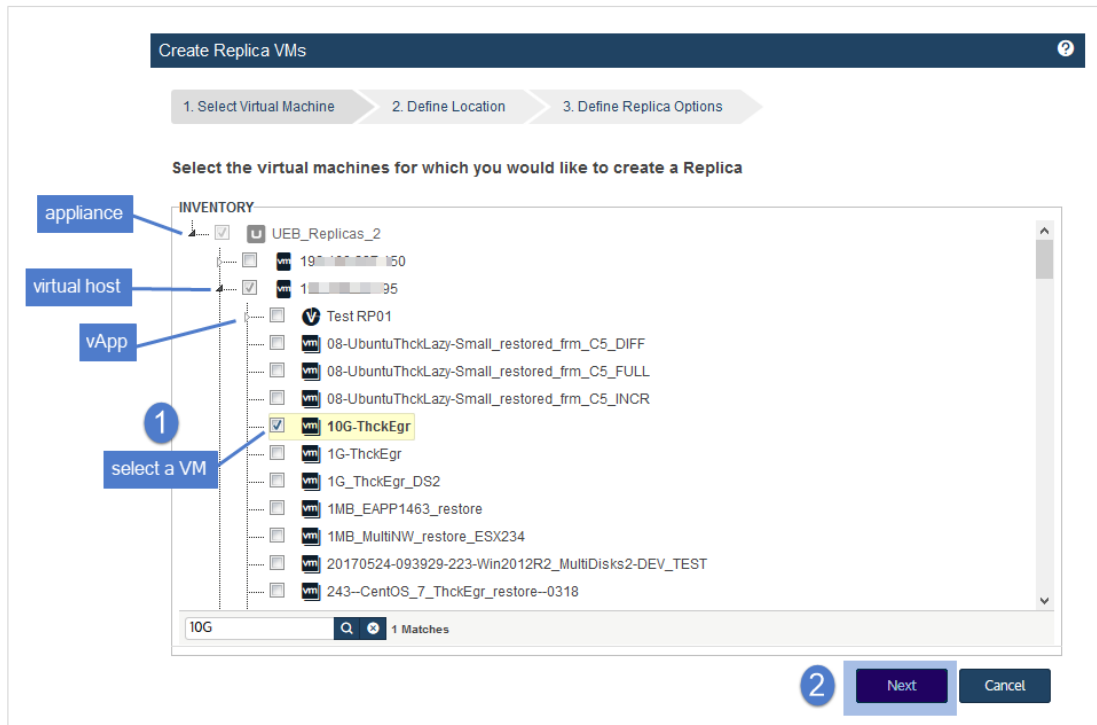 Create Replica VMs
?
1. Select Virtual Machine 2. Define Location 3. Define Replica Options
Select the virtual machines for which you would like to create a Replica
INVENTORY
appliance
UEB_Replicas_2
virtual host
vApp
Test RP01
08-UbuntuThckLazy-Small_restored_frm_C5_DIFF
08-UbuntuThckLazy-Small_restored_frm_C5_FULL
08-UbuntuThckLazy-Small_restored_frm_C5_INCR
1
10G-ThckEgr
select a VM
1G-ThckEgr
1G_ThckEgr_DS2
1MB_EAPP1463_restore
1MB_MultiNW_restore_ESX234
20170524-093929-223-Win2012R2_MultiDisks2-DEV_TEST
243--CentOS_7_ThckEgr_restore--0318
10G 1 Matches
2 Next Cancel